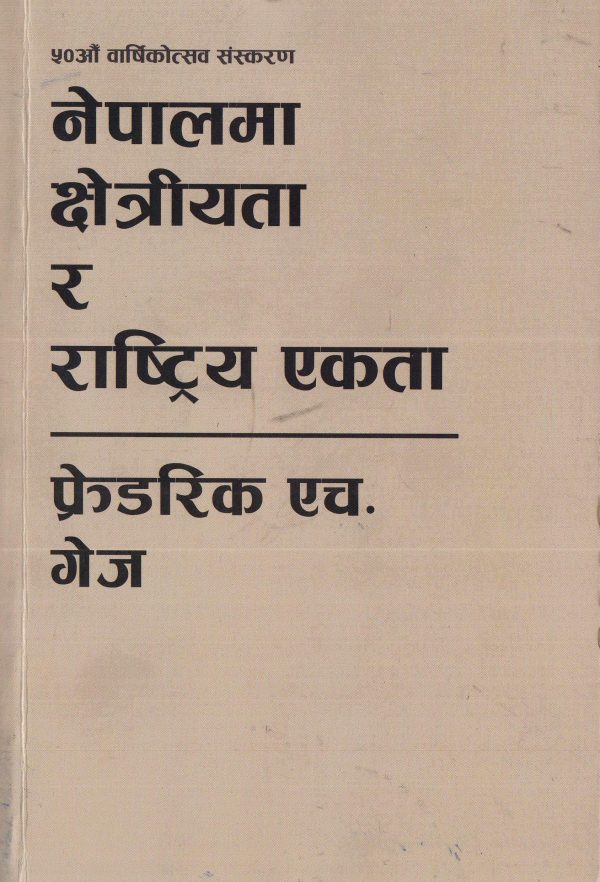 ५०औं वार्षिकोत्सव संस्करण
नेपालमा
क्षेत्रीयता
र
राष्ट्रिय एकता
फ्रेडरिक एच.
गेज